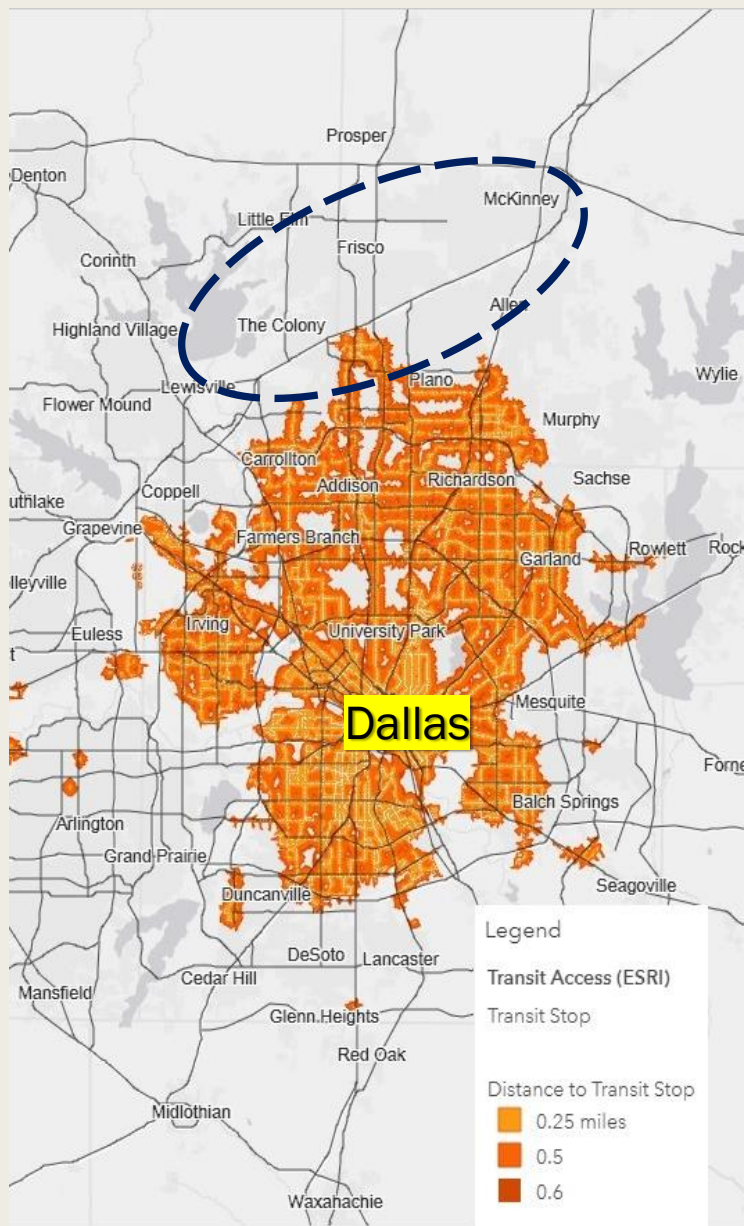 Prosper
Denton
McKinney
Little Elm
Frisco
Corinth
Allen
Highland Village
The Colony
Plano
Wylie
Lewisville
Flower Mound
Murphy
Carrollton
Addison
Richardson
Sachse
Coppell
uthlake
Grapevine
Farmers Branch
Garland
Rowlett
Rock
lleyville
Irving
University Park
Euless
t
Dallas
Mesquite
Forne
Balch Springs
Arlington
Grand Prairie
Seagoville
Duncanville
DeSoto
Lancaster
Cedar Hill
Mansfield
Glenn Heights
Red Oak
Midlothian
Waxahachie
Legend
Transit Access (ESRI)
Transit Stop
Distance to Transit Stop
0.25 miles
0.5
0.6